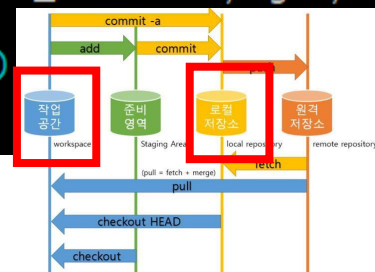 commit -a
add
commit
push
작업
공간
준비
영역
로컬
저장소
원격
저장소
workspace
Staging Area
local repository
remote repository
fetch
(pull = fetch + merge)
pull
checkout HEAD
checkout